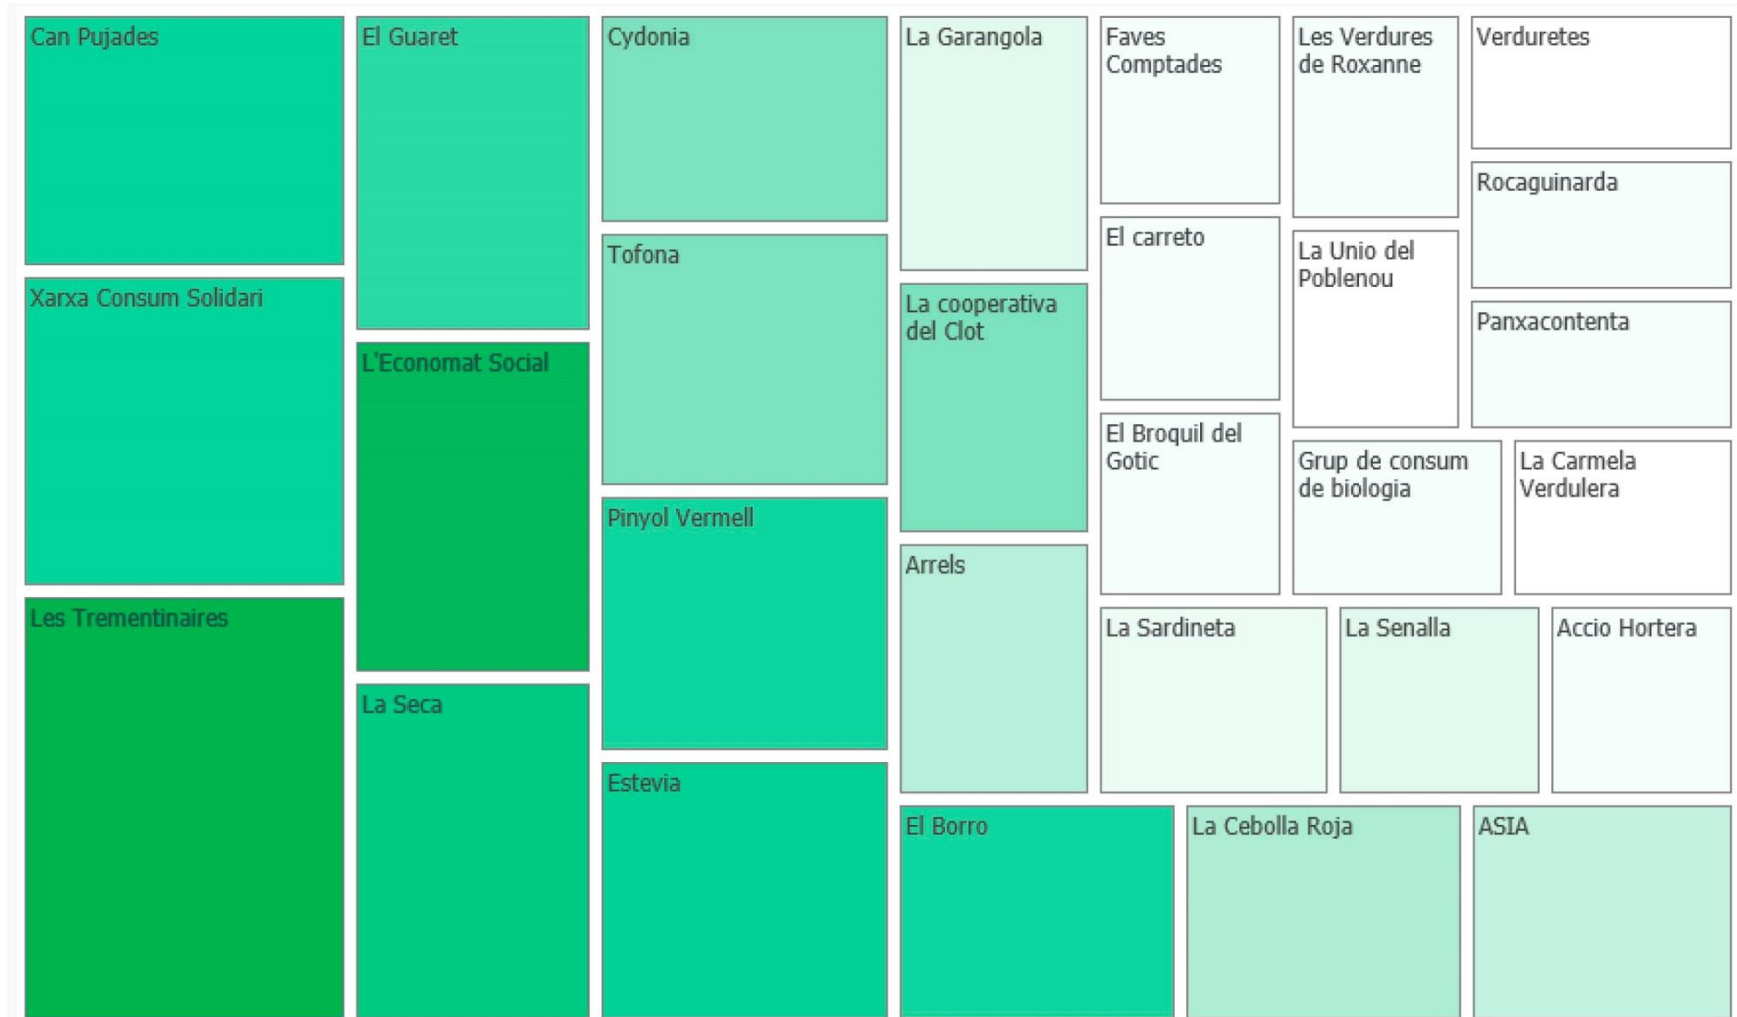 Can Pujades
Xarxa Consum Solidari
Les Trementinaires
El Guaret
L'Economat Social
La Seca
Cydonia
Tofona
Pinyol Vermell
Estevia
La Garangola
La cooperativa
del Clot
Arrels
El Borro
La Cebolla Roja
ASIA
Faves
Comptades
El carreto
El Broquil del
Gotic
Les Verdures
de Roxanne
La Unio del
Poblenou
Verduretes
Rocaguinarda
Panxacontenta
Grup de consum
de biologia
La Carmela
Verdulera
La Sardineta
La Senalla
Accio Hortera